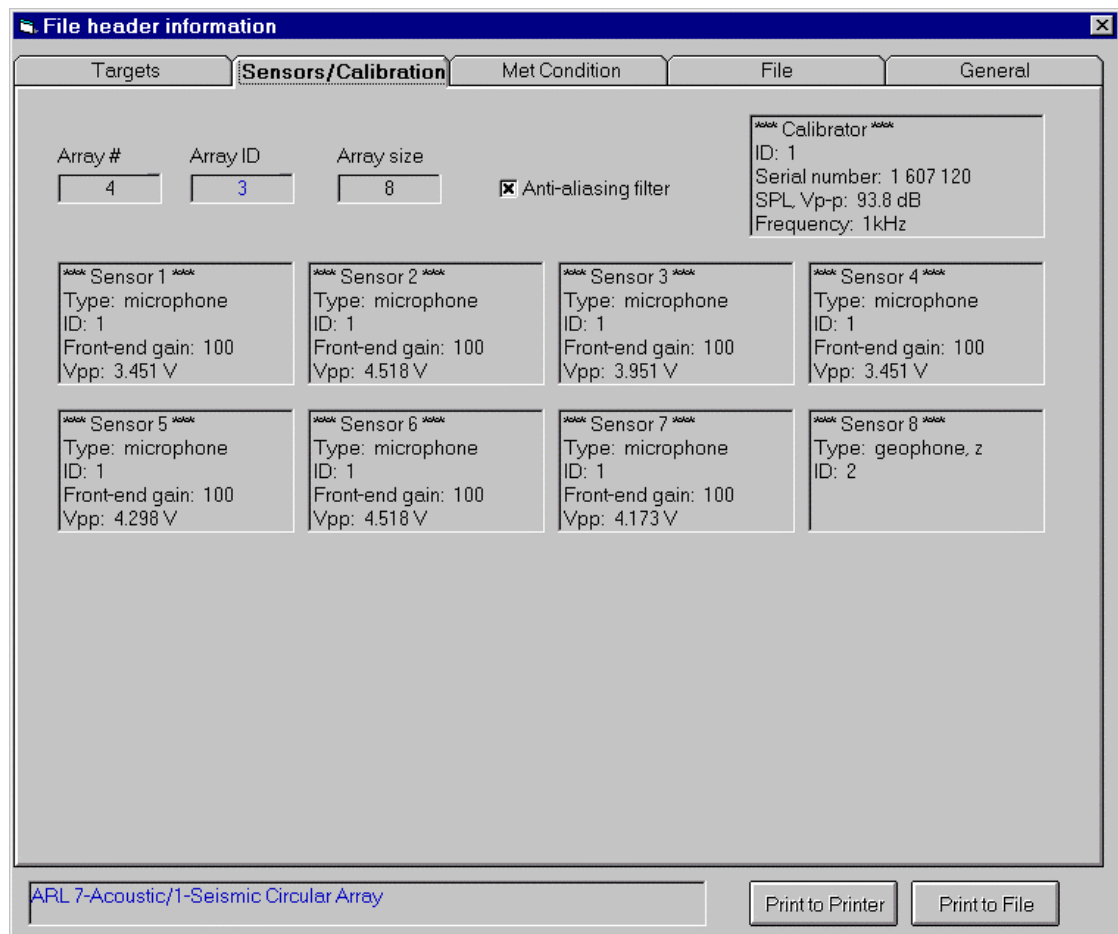 File header information
Targets
Sensors/Calibration
Met Condition
File
General
Array #
Array ID
Array size
4
3
8
Anti-aliasing filter
*** Calibrator ***
ID: 1
Serial number: 1 607 120
SPL, Vp-p: 93.8 dB
Frequency: 1kHz
*** Sensor 1 ***
Type: microphone
ID: 1
Front-end gain: 100
Vpp: 3.451 V
*** Sensor 2 ***
Type: microphone
ID: 1
Front-end gain: 100
Vpp: 4.518 V
*** Sensor 3 ***
Type: microphone
ID: 1
Front-end gain: 100
Vpp: 3.951 V
*** Sensor 4 ***
Type: microphone
ID: 1
Front-end gain: 100
Vpp: 3.451 V
*** Sensor 5 ***
Type: microphone
ID: 1
Front-end gain: 100
Vpp: 4.298 V
*** Sensor 6 ***
Type: microphone
ID: 1
Front-end gain: 100
Vpp: 4.518 V
*** Sensor 7 ***
Type: microphone
ID: 1
Front-end gain: 100
Vpp: 4.173 V
*** Sensor 8 ***
Type: geophone, z
ID: 2
ARL 7-Acoustic/1-Seismic Circular Array
Print to Printer
Print to File